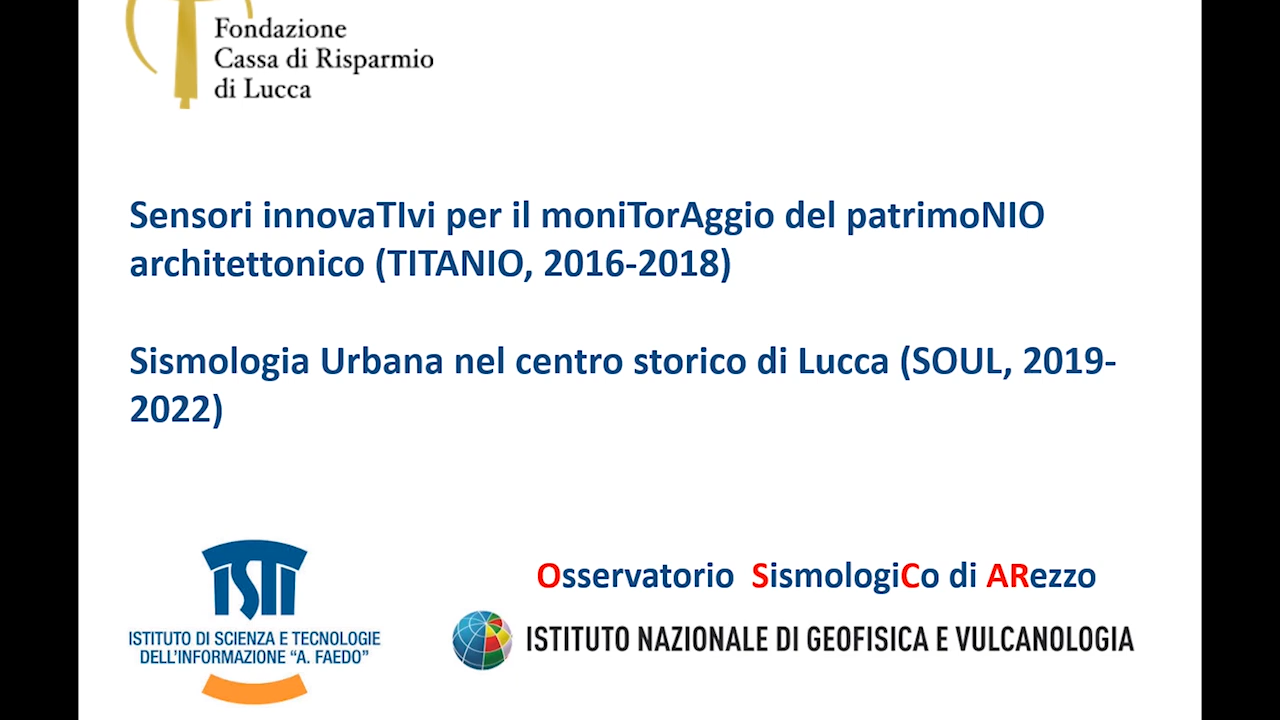 Fondazione
Cassa di Risparmio
di Lucca
Sensori innovaTIvi per il moniTorAggio del patrimoNIO
architettonico (TITANIO, 2016-2018)
Sismologia Urbana nel centro storico di Lucca (SOUL, 2019-
2022)
ISTI
ISTITUTO DI SCIENZA E TECNOLOGIE
DELL'INFORMAZIONE "A. FAEDO"
Osservatorio SismologiCo di ARezzo
ISTITUTO NAZIONALE DI GEOFISICA E VULCANOLOGIA